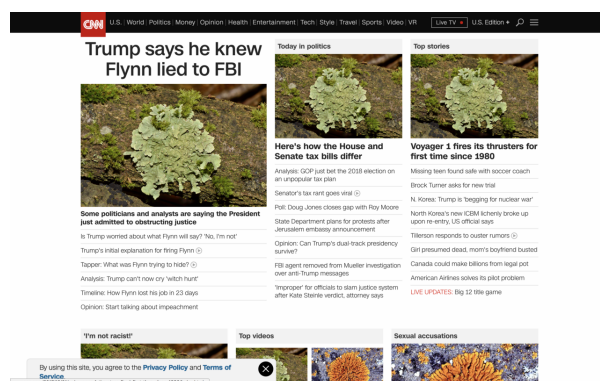 CNN U.S. World Politics Money Opinion Health Entertainment Tech Style Travel Sports Video VR Live TV U.S. Edition +
Trump says he knew
Flynn lied to FBI
Some politicians and analysts are saying the President
just admitted to obstructing justice
Is Trump worried about what Flynn will say? 'No, I'm not'
Trump's initial explanation for firing Flynn
Tapper: What was Flynn trying to hide?
Analysis: Trump can't now cry 'witch hunt'
Timeline: How Flynn lost his job in 23 days
Opinion: Start talking about impeachment
Today in politics
Here's how the House and
Senate tax bills differ
Analysis: GOP just bet the 2018 election on
an unpopular tax plan
Senator's tax rant goes viral
Poll: Doug Jones closes gap with Roy Moore
State Department plans for protests after
Jerusalem embassy announcement
Opinion: Can Trump's dual-track presidency
survive?
FBI agent removed from Mueller investigation
over anti-Trump messages
'Improper' for officials to slam justice system
after Kate Steinle verdict, attorney says
Top stories
Voyager 1 fires its thrusters for
first time since 1980
Missing teen found safe with soccer coach
Brock Turner asks for new trial
N. Korea: Trump is 'begging for nuclear war'
North Korea's new ICBM lichenly broke up
upon re-entry, US official says
Tillerson responds to ouster rumors
Girl presumed dead, mom's boyfriend busted
Canada could make billions from legal pot
American Airlines solves its pilot problem
LIVE UPDATES: Big 12 title game
'I'm not racist!'
Top videos
Sexual accusations
By using this site, you agree to the Privacy Policy and Terms of
Service.